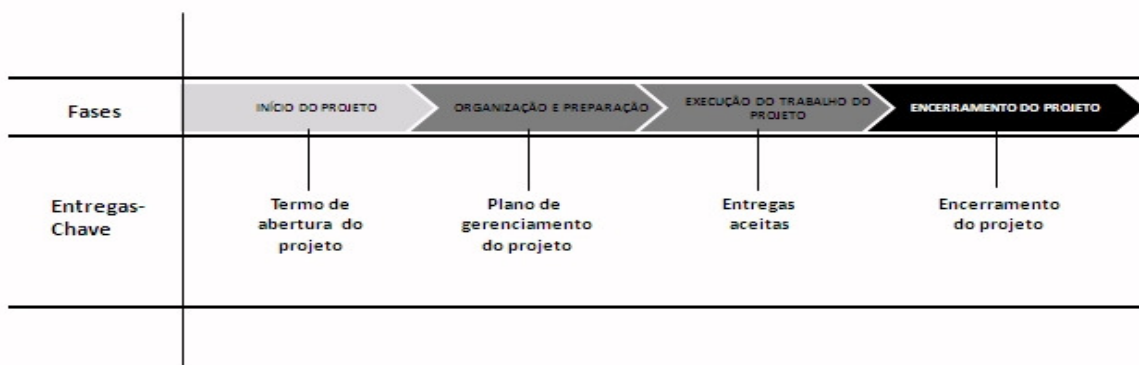 Fases
INÍCIO DO PROJETO
ORGANIZAÇÃO E PREPARAÇÃO
EXECUÇÃO DO TRABALHO DO
PROJETO
ENCERRAMENTO DO PROJETO
Entregas-
Chave
Termo de
abertura do
projeto
Plano de
gerenciamento
do projeto
Entregas
aceitas
Encerramento
do projeto